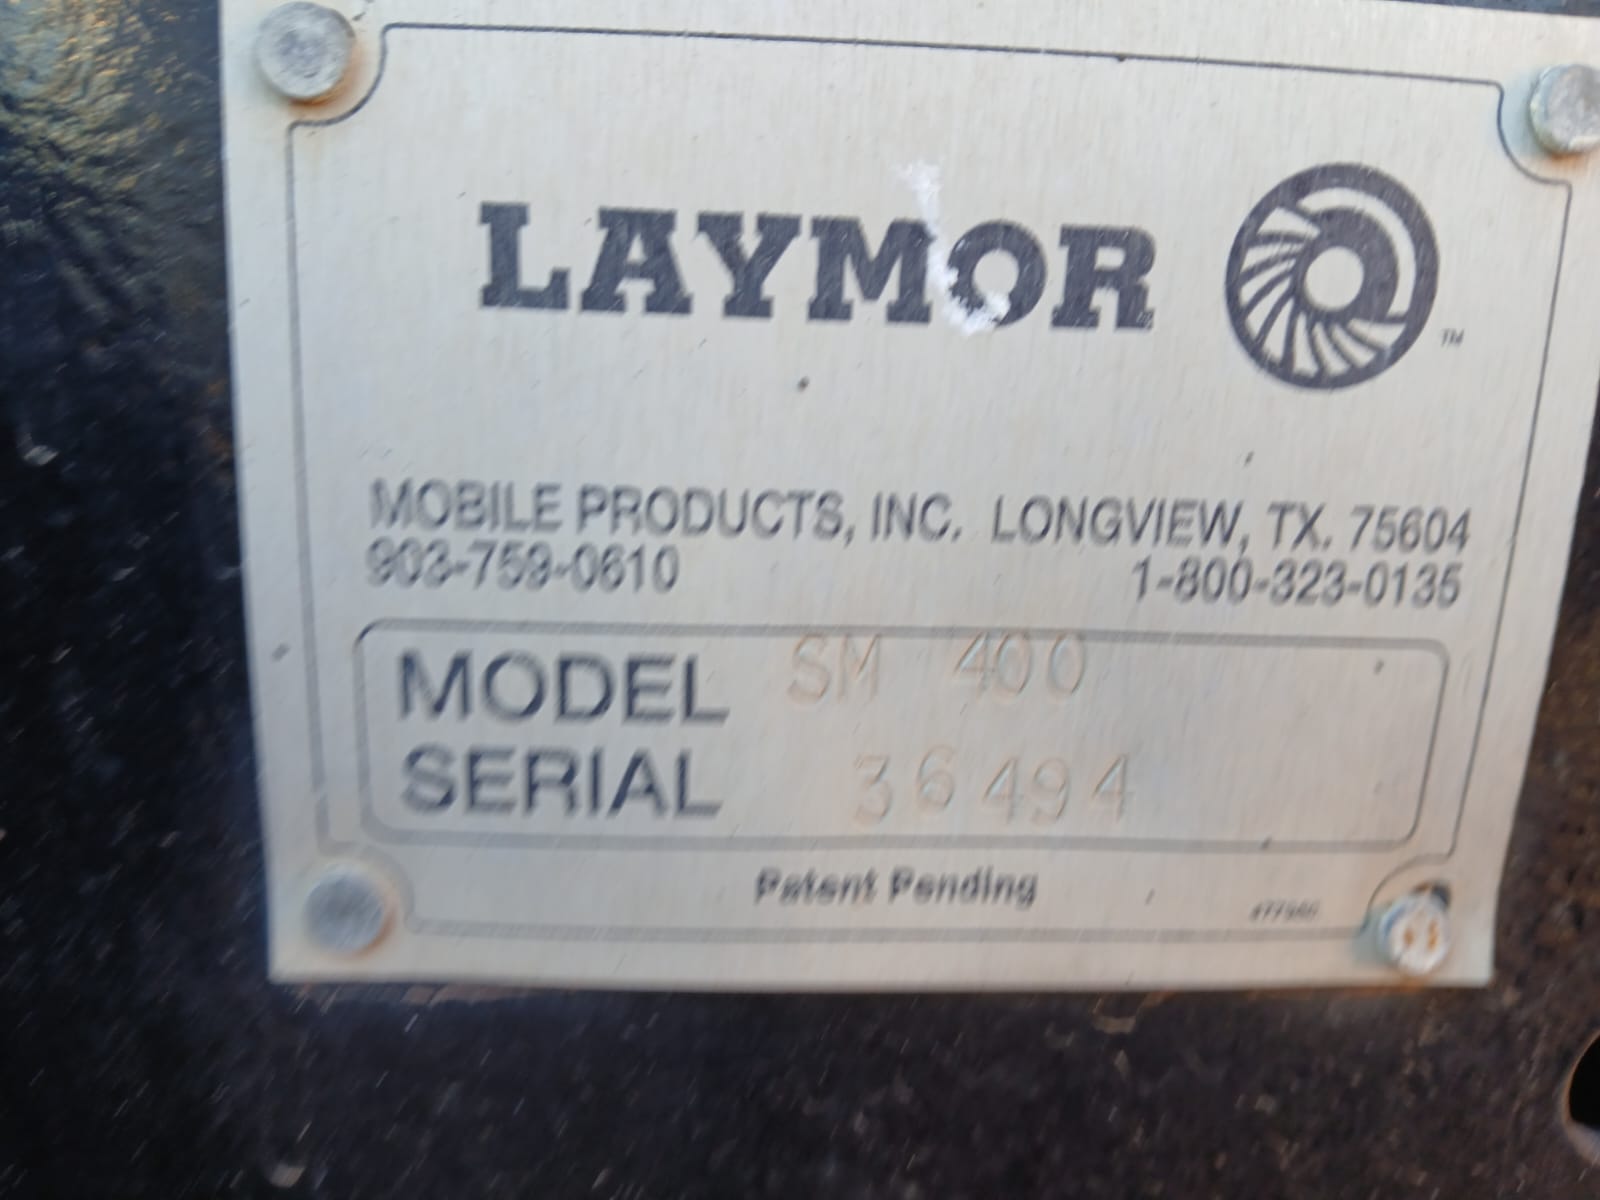 LAYMOR
TM
MOBILE PRODUCTS, INC. LONGVIEW, TX. 75604
903-759-0610 1-800-323-0135
MODEL SM 400
SERIAL 36494
Patent Pending